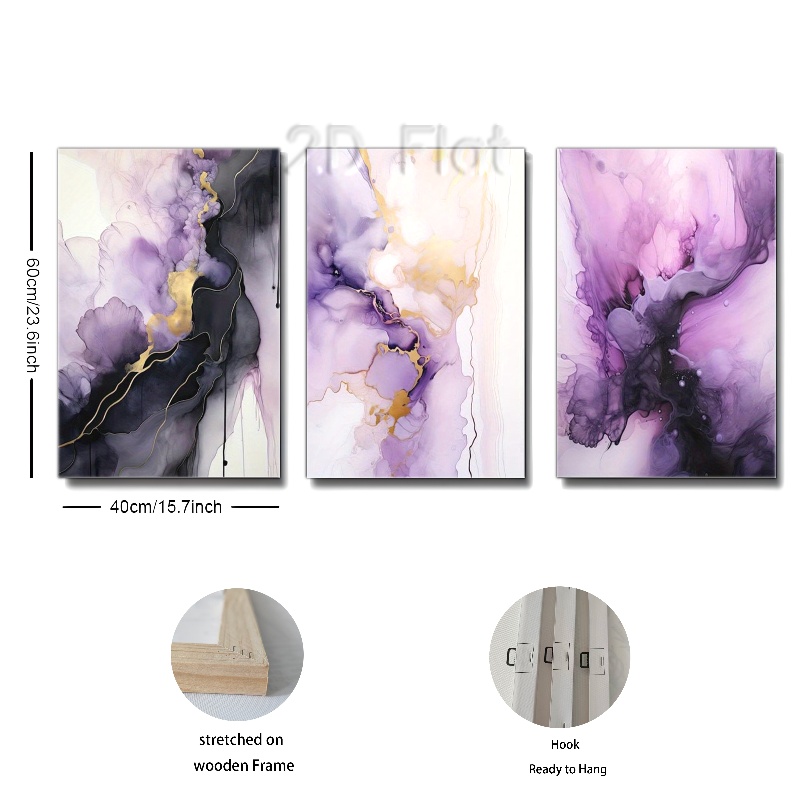 2D Flat
60cm/23.6inch
40cm/15.7inch
stretched on
wooden Frame
Hook
Ready to Hang